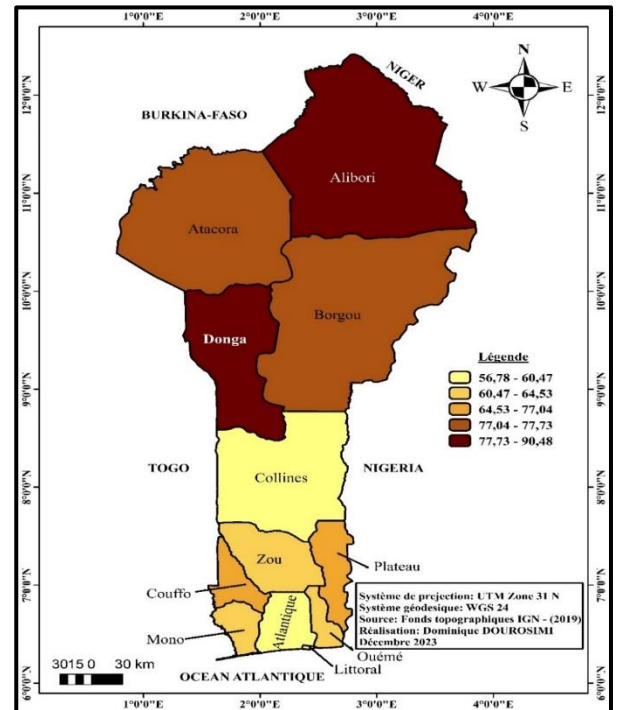 1°0'0"E 2°0'0"E 3°0'0"E 4°0'0"E
12°0'0"N
11°0'0"N
10°0'0"N
9°0'0"N
8°0'0"N
7°0'0"N
6°0'0"N
N
W E
S
NIGER
BURKINA-FASO
Alibori
Atacora
Borgou
Donga
Légende
56,78 - 60,47
60,47 - 64,53
64,53 - 77,04
77,04 - 77,73
77,73 - 90,48
TOGO
NIGERIA
Collines
Zou
Plateau
Couffo
Atlantique
Mono
Ouémé
Littoral
Système de projection: UTM Zone 31 N
Système géodesique: WGS 24
Source: Fonds topographiques IGN - (2019)
Réalisation: Dominique DOUROSIMI
Décembre 2023
3015 0 30 km
OCEAN ATLANTIQUE
12°0'0"N
11°0'0"N
10°0'0"N
9°0'0"N
8°0'0"N
7°0'0"N
6°0'0"N
1°0'0"E 2°0'0"E 3°0'0"E 4°0'0"E